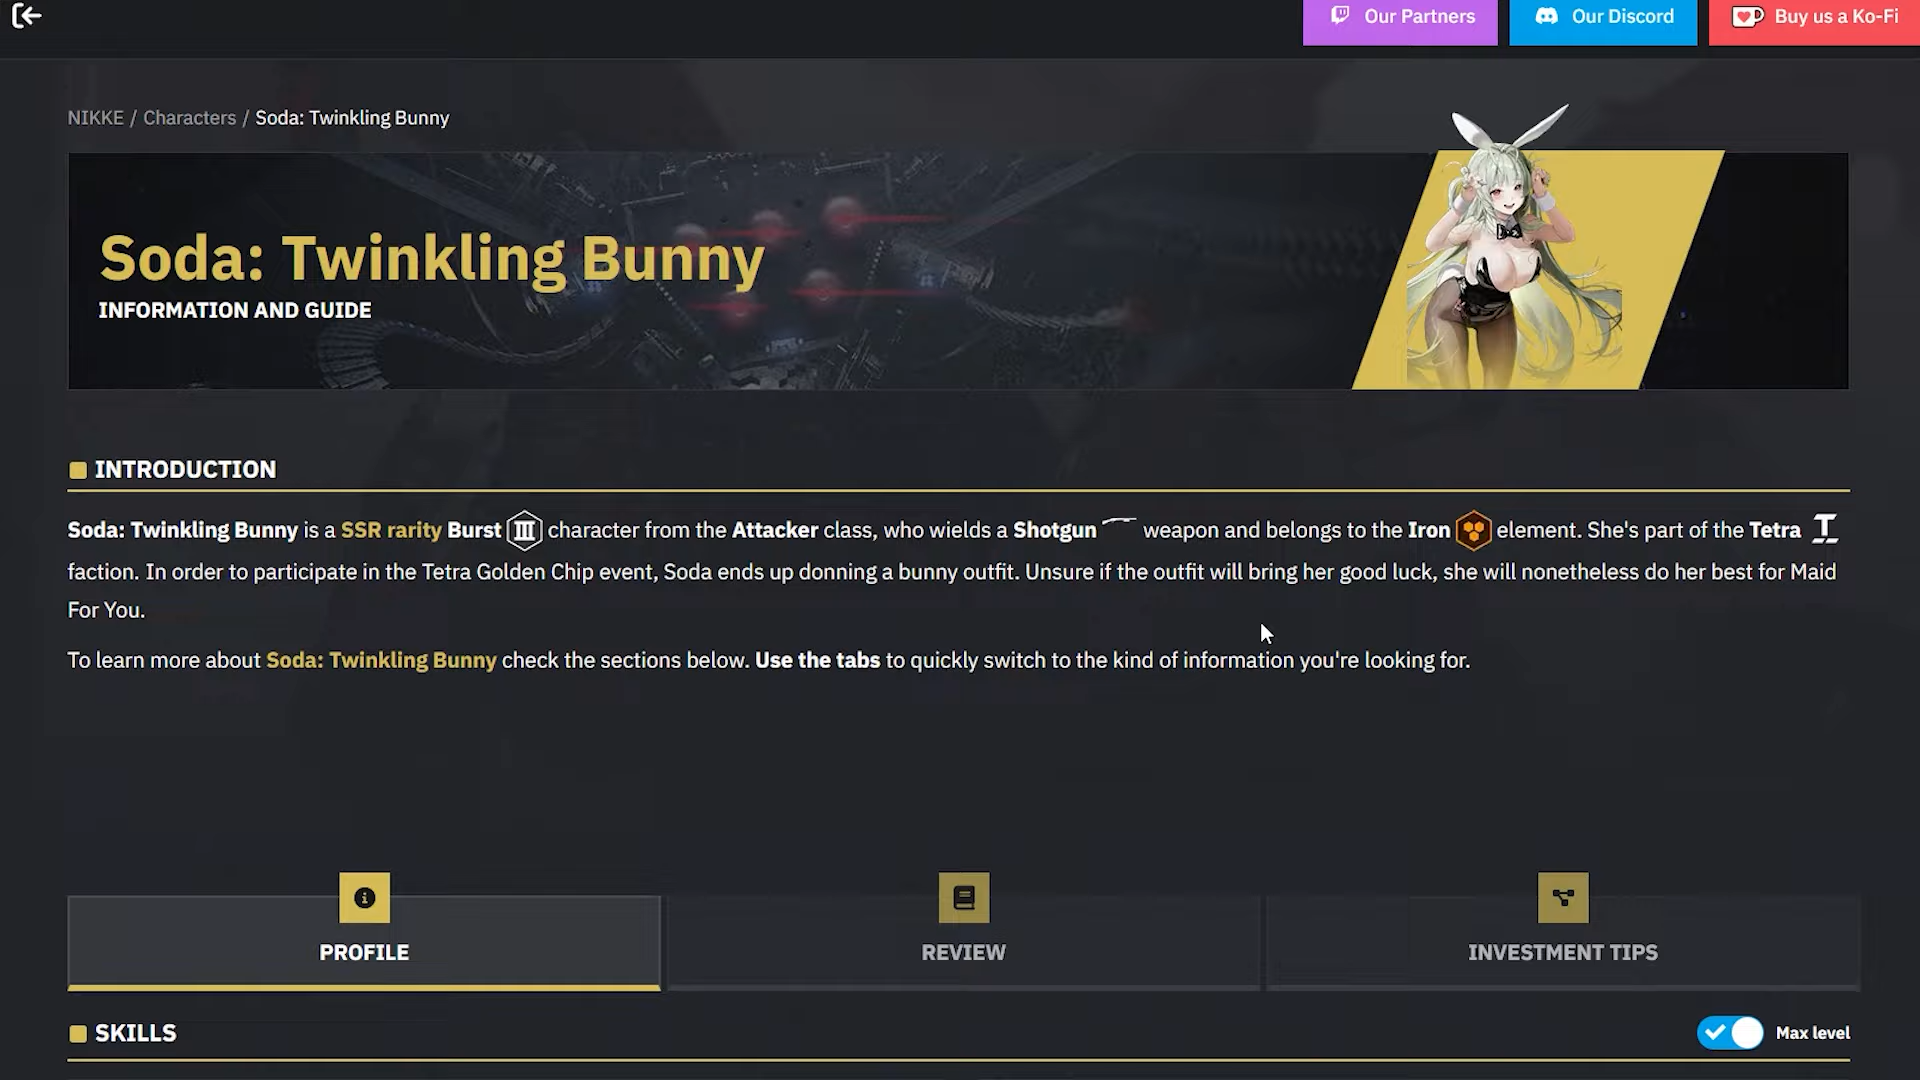 Our Partners
Our Discord
Buy us a Ko-Fi
NIKKE / Characters / Soda: Twinkling Bunny
Soda: Twinkling Bunny
INFORMATION AND GUIDE
INTRODUCTION
Soda: Twinkling Bunny is a SSR rarity Burst III character from the Attacker class, who wields a Shotgun weapon and belongs to the Iron element. She's part of the Tetra T
faction. In order to participate in the Tetra Golden Chip event, Soda ends up donning a bunny outfit. Unsure if the outfit will bring her good luck, she will nonetheless do her best for Maid
For You.
To learn more about Soda: Twinkling Bunny check the sections below. Use the tabs to quickly switch to the kind of information you're looking for.
PROFILE
REVIEW
INVESTMENT TIPS
SKILLS
Max level